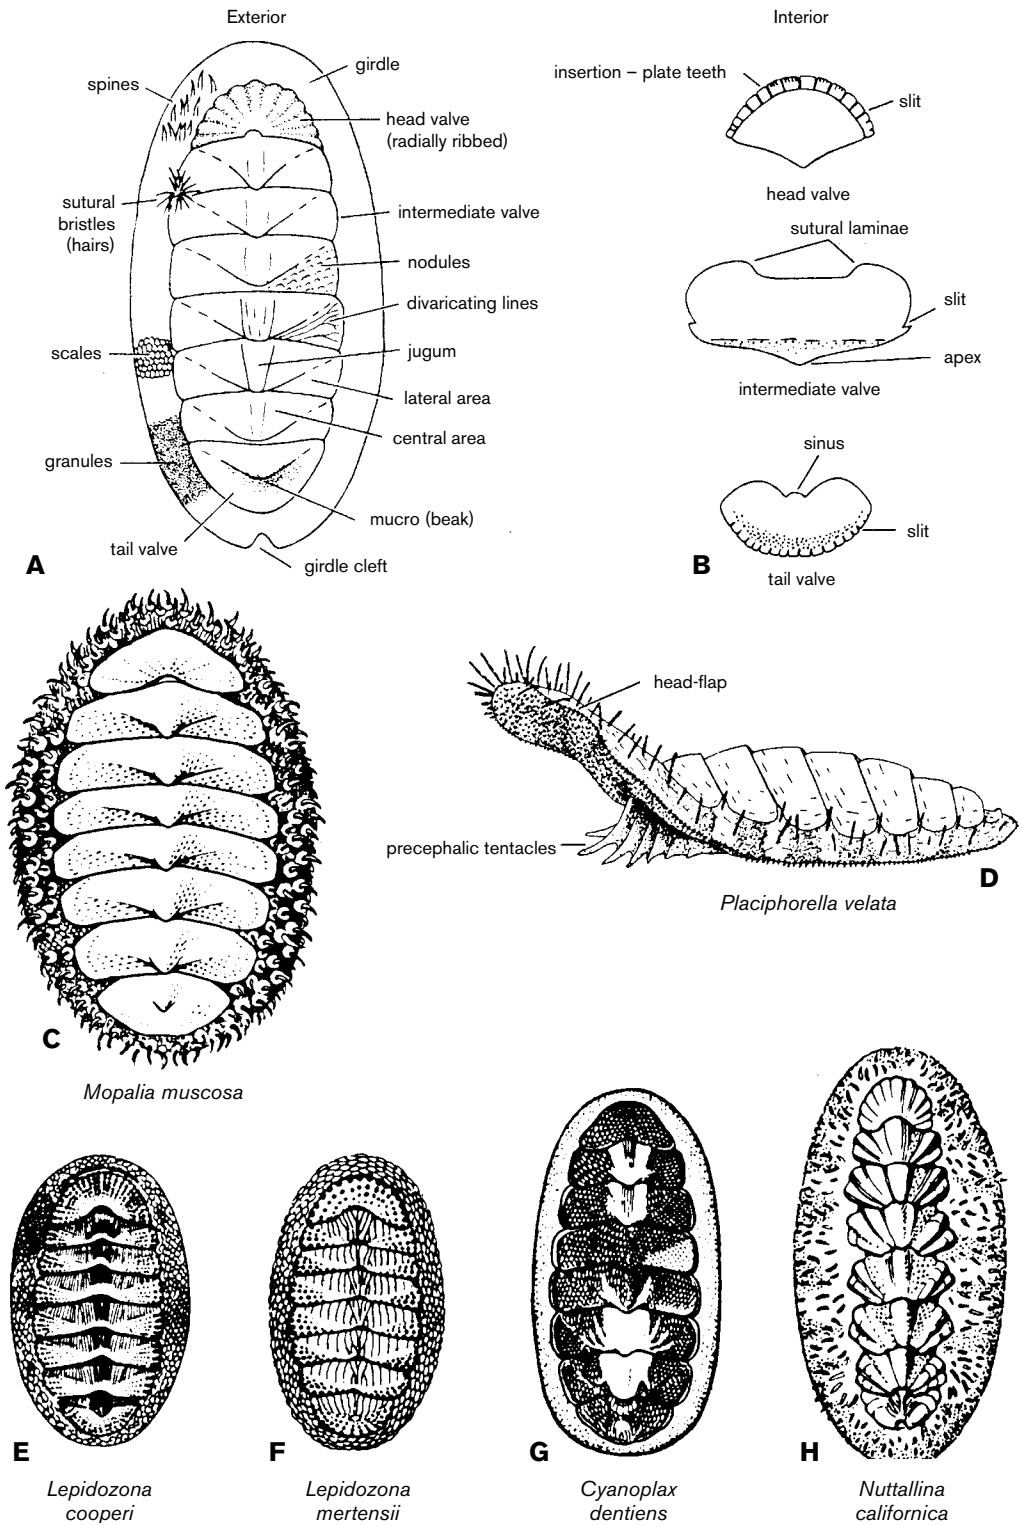 Exterior
Interior
spines
girdle
head valve
(radially ribbed)
sutural
bristles
(hairs)
intermediate valve
nodules
divaricating lines
scales
jugum
lateral area
central area
granules
mucro (beak)
tail valve
girdle cleft
A
insertion – plate teeth
slit
head valve
sutural laminae
slit
apex
intermediate valve
sinus
slit
tail valve
B
C
Mopalia muscosa
head-flap
precephalic tentacles
D
Placiphorella velata
E
Lepidozona
cooperi
F
Lepidozona
mertensii
G
Cyanoplax
dentiens
H
Nuttallina
californica